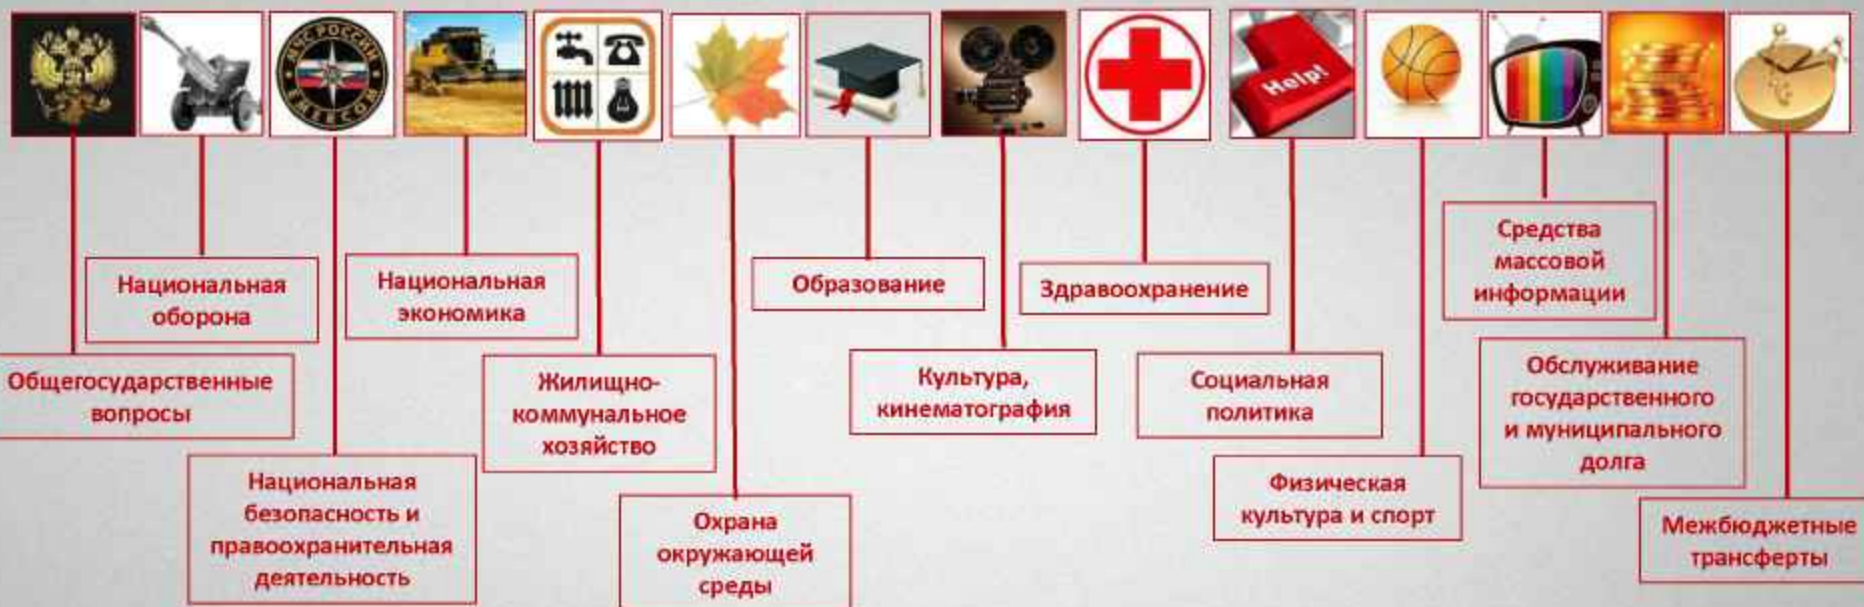 МЧС РОССИИ
EMERCOM
Help!
Общегосударственные
вопросы
Национальная
оборона
Национальная
безопасность и
правоохранительная
деятельность
Национальная
экономика
Жилищно-
коммунальное
хозяйство
Охрана
окружающей
среды
Образование
Культура,
кинематография
Здравоохранение
Социальная
политика
Физическая
культура и спорт
Средства
массовой
информации
Обслуживание
государственного
и муниципального
долга
Межбюджетные
трансферты